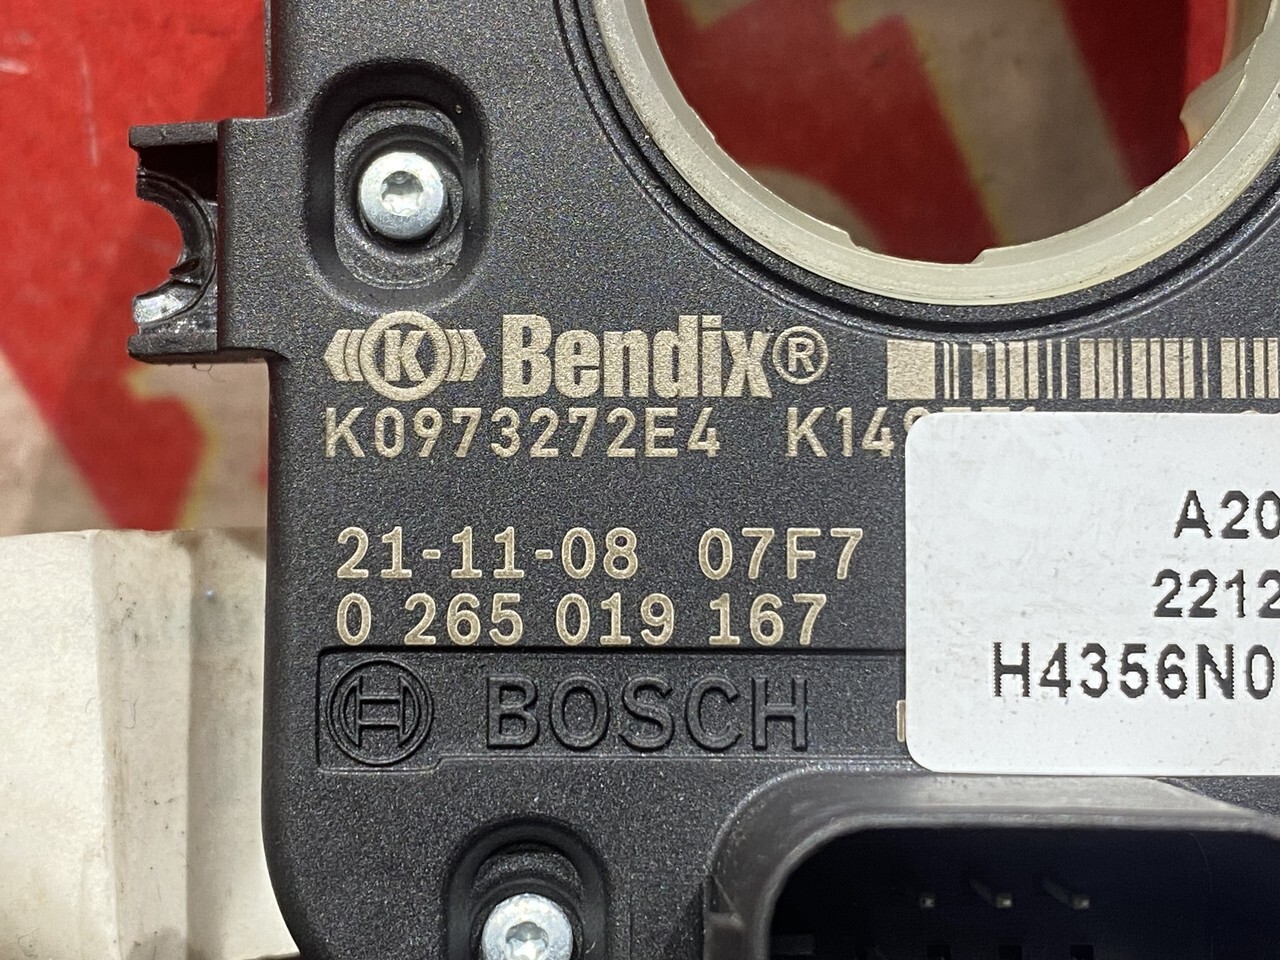 K Bendix®
K0973272E4
21-11-08 07F7
0 265 019 167
BOSCH
A20
2212
H4356N0